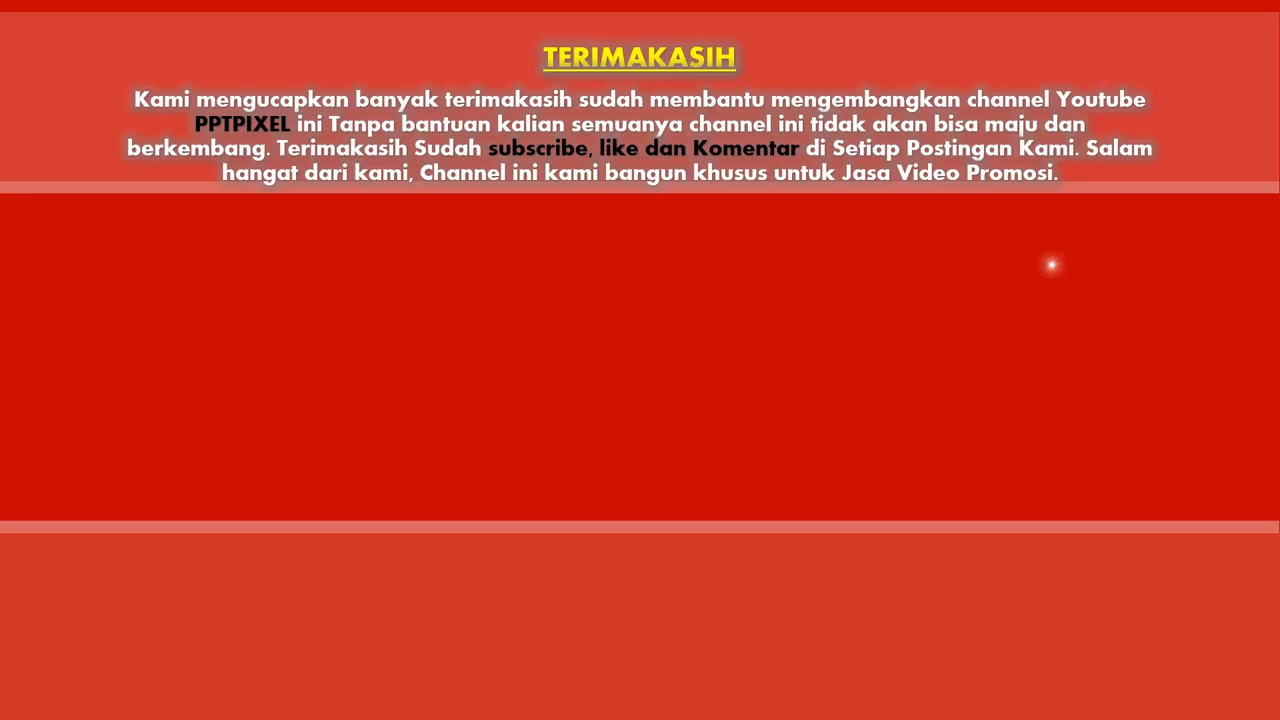 TERIMAKASIH
Kami mengucapkan banyak terimakasih sudah membantu mengembangkan channel Youtube
PPTPIXEL ini Tanpa bantuan kalian semuanya channel ini tidak akan bisa maju dan
berkembang. Terimakasih Sudah subscribe, like dan Komentar di Setiap Postingan Kami. Salam
hangat dari kami, Channel ini kami bangun khusus untuk Jasa Video Promosi.